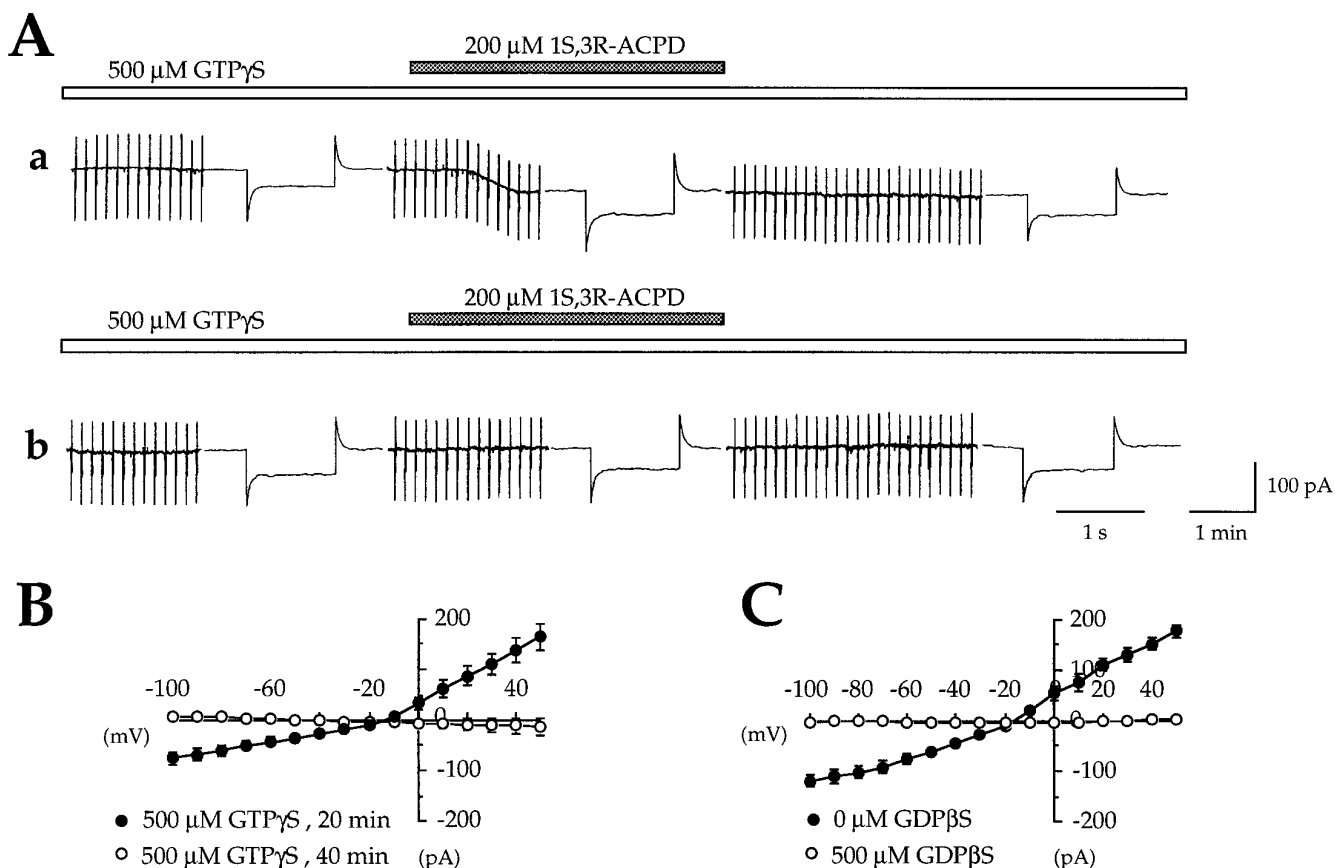 A
200 μM 1S,3R-ACPD
500 μM GTPγS
a
200 μM 1S,3R-ACPD
500 μM GTPγS
b
100 pA
1 s
1 min
B
200
-100
-60
-20
40
0
(mV)
-100
-200
(pA)
500 μM GTPγS , 20 min
500 μM GTPγS , 40 min
C
200
100
-100
-80
-60
-40
-20
0
20
40
0
(mV)
-100
-200
(pA)
0 μM GDPβS
500 μM GDPβS